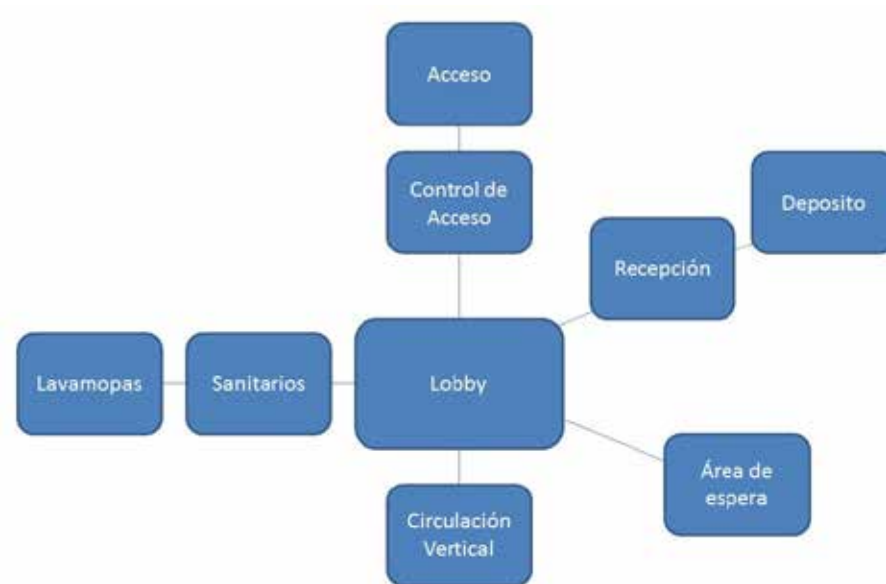 Acceso
Control de
Acceso
Deposito
Recepción
Lavamopas
Sanitarios
Lobby
Área de
espera
Circulación
Vertical